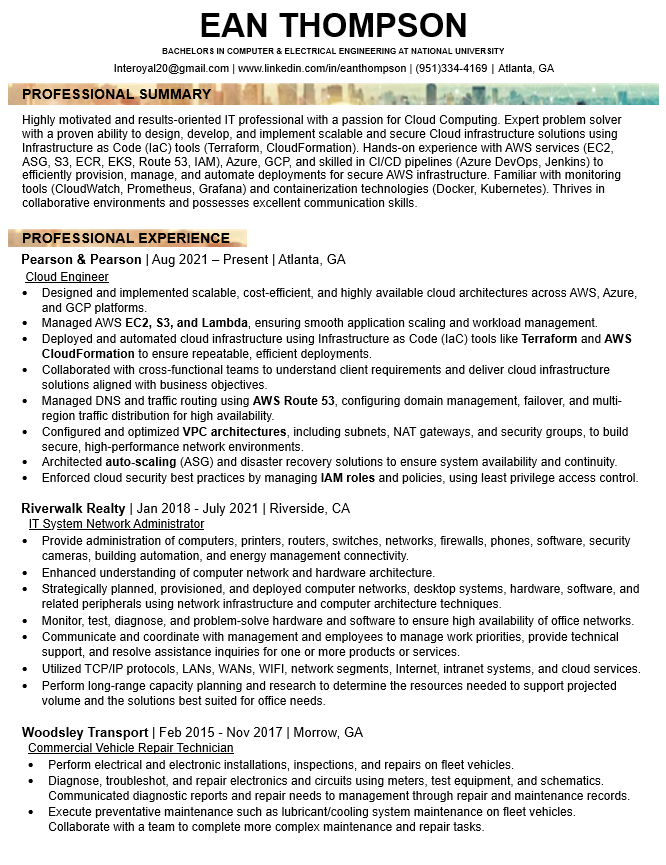 EAN THOMPSON
BACHELORS IN COMPUTER & ELECTRICAL ENGINEERING AT NATIONAL UNIVERSITY
Interoyal20@gmail.com | www.linkedin.com/in/eanthompson | (951)334-4169 | Atlanta, GA
PROFESSIONAL SUMMARY
Highly motivated and results-oriented IT professional with a passion for Cloud Computing. Expert problem solver
with a proven ability to design, develop, and implement scalable and secure Cloud infrastructure solutions using
Infrastructure as Code (IaC) tools (Terraform, CloudFormation). Hands-on experience with AWS services (EC2,
ASG, S3, ECR, EKS, Route 53, IAM), Azure, GCP, and skilled in CI/CD pipelines (Azure DevOps, Jenkins) to
efficiently provision, manage, and automate deployments for secure AWS infrastructure. Familiar with monitoring
tools (CloudWatch, Prometheus, Grafana) and containerization technologies (Docker, Kubernetes). Thrives in
collaborative environments and possesses excellent communication skills.
PROFESSIONAL EXPERIENCE
Pearson & Pearson | Aug 2021 – Present | Atlanta, GA
Cloud Engineer
• Designed and implemented scalable, cost-efficient, and highly available cloud architectures across AWS, Azure,
and GCP platforms.
• Managed AWS EC2, S3, and Lambda, ensuring smooth application scaling and workload management.
• Deployed and automated cloud infrastructure using Infrastructure as Code (IaC) tools like Terraform and AWS
CloudFormation to ensure repeatable, efficient deployments.
• Collaborated with cross-functional teams to understand client requirements and deliver cloud infrastructure
solutions aligned with business objectives.
• Managed DNS and traffic routing using AWS Route 53, configuring domain management, failover, and multi-
region traffic distribution for high availability.
• Configured and optimized VPC architectures, including subnets, NAT gateways, and security groups, to build
secure, high-performance network environments.
• Architected auto-scaling (ASG) and disaster recovery solutions to ensure system availability and continuity.
• Enforced cloud security best practices by managing IAM roles and policies, using least privilege access control.
Riverwalk Realty | Jan 2018 - July 2021 | Riverside, CA
IT System Network Administrator
• Provide administration of computers, printers, routers, switches, networks, firewalls, phones, software, security
cameras, building automation, and energy management connectivity.
• Enhanced understanding of computer network and hardware architecture.
• Strategically planned, provisioned, and deployed computer networks, desktop systems, hardware, software, and
related peripherals using network infrastructure and computer architecture techniques.
• Monitor, test, diagnose, and problem-solve hardware and software to ensure high availability of office networks.
• Communicate and coordinate with management and employees to manage work priorities, provide technical
support, and resolve assistance inquiries for one or more products or services.
• Utilized TCP/IP protocols, LANs, WANs, WIFI, network segments, Internet, intranet systems, and cloud services.
• Perform long-range capacity planning and research to determine the resources needed to support projected
volume and the solutions best suited for office needs.
Woodsley Transport | Feb 2015 - Nov 2017 | Morrow, GA
Commercial Vehicle Repair Technician
• Perform electrical and electronic installations, inspections, and repairs on fleet vehicles.
• Diagnose, troubleshot, and repair electronics and circuits using meters, test equipment, and schematics.
Communicated diagnostic reports and repair needs to management through repair and maintenance records.
• Execute preventative maintenance such as lubricant/cooling system maintenance on fleet vehicles.
Collaborate with a team to complete more complex maintenance and repair tasks.